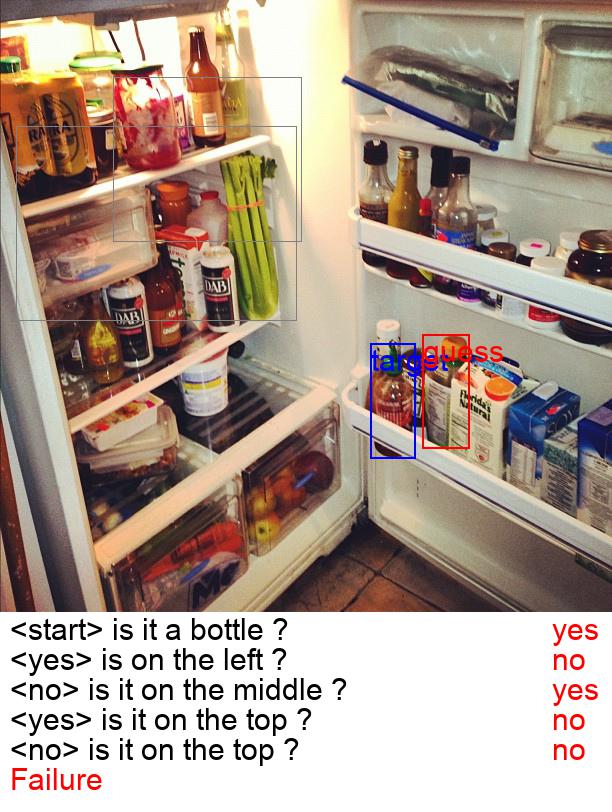 DAB
DAB
Florida's
Natural
target
guess
<start> is it a bottle ? yes
<yes> is on the left ? no
<no> is it on the middle ? yes
<yes> is it on the top ? no
<no> is it on the top ? no
Failure